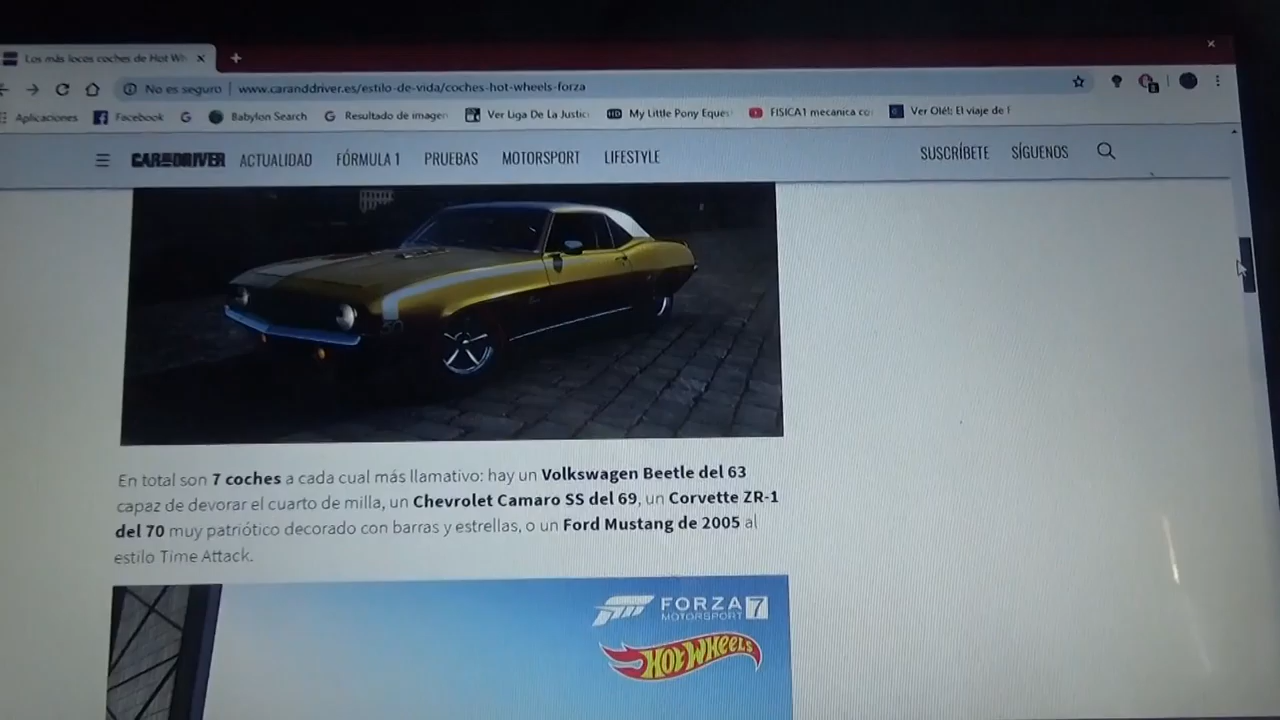 Los más locos coches de Hot Wh
No es seguro | www.caranddriver.es/estilo-de-vida/coches-hot-wheels-forza
Aplicaciones Facebook Babylon Search Resultado de imagen Ver Liga De La Justic HD My Little Pony Eques FISICA1 mecanica co Ver Olé!: El viaje de F
CAR AND DRIVER ACTUALIDAD FÓRMULA 1 PRUEBAS MOTORSPORT LIFESTYLE SUSCRÍBETE SÍGUENOS
En total son 7 coches a cada cual más llamativo: hay un Volkswagen Beetle del 63
capaz de devorar el cuarto de milla, un Chevrolet Camaro SS del 69, un Corvette ZR-1
del 70 muy patriótico decorado con barras y estrellas, o un Ford Mustang de 2005 al
estilo Time Attack.
FORZA 7
MOTORSPORT
HOT WHEELS